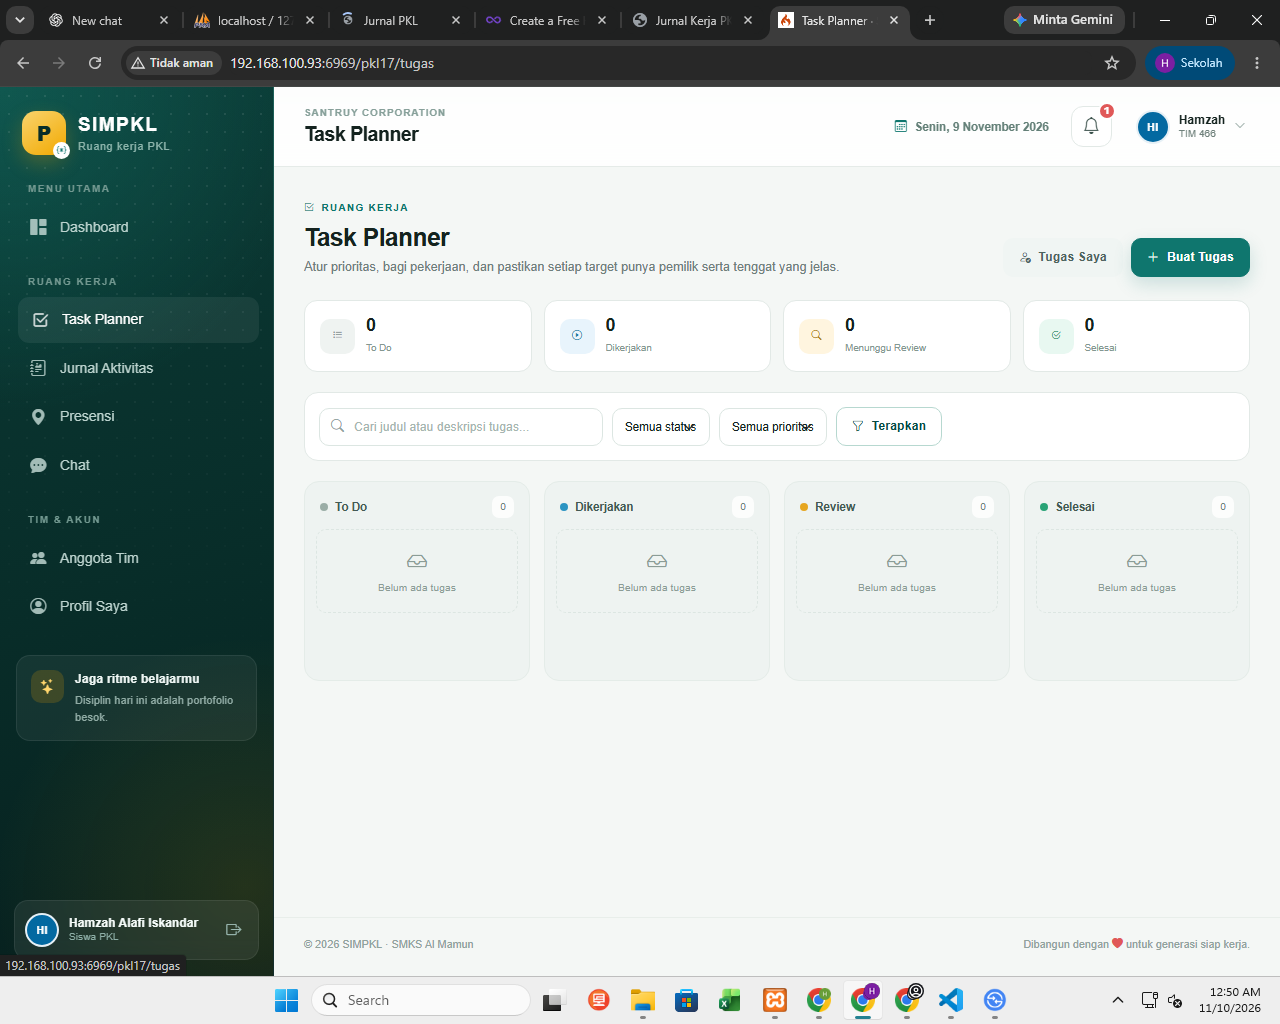 New chat
localhost / 127
Jurnal PKL
Create a Free
Jurnal Kerja PK
Task Planner
Minta Gemini
Tidak aman
192.168.100.93:6969/pkl17/tugas
H
Sekolah
P
SIMPKL
Ruang kerja PKL
MENU UTAMA
Dashboard
RUANG KERJA
Task Planner
Jurnal Aktivitas
Presensi
Chat
TIM & AKUN
Anggota Tim
Profil Saya
Jaga ritme belajarmu
Disiplin hari ini adalah portofolio
besok.
HI
Hamzah Alafi Iskandar
Siswa PKL
192.168.100.93:6969/pkl17/tugas
SANTRUY CORPORATION
Task Planner
Senin, 9 November 2026
1
HI
Hamzah
TIM 466
RUANG KERJA
Task Planner
Atur prioritas, bagi pekerjaan, dan pastikan setiap target punya pemilik serta tenggat yang jelas.
Tugas Saya
Buat Tugas
0
To Do
0
Dikerjakan
0
Menunggu Review
0
Selesai
Cari judul atau deskripsi tugas...
Semua status
Semua prioritas
Terapkan
To Do
0
Dikerjakan
0
Review
0
Selesai
0
Belum ada tugas
Belum ada tugas
Belum ada tugas
Belum ada tugas
© 2026 SIMPKL · SMKS Al Mamun
Dibangun dengan ❤ untuk generasi siap kerja.
Search
12:50 AM
11/10/2026